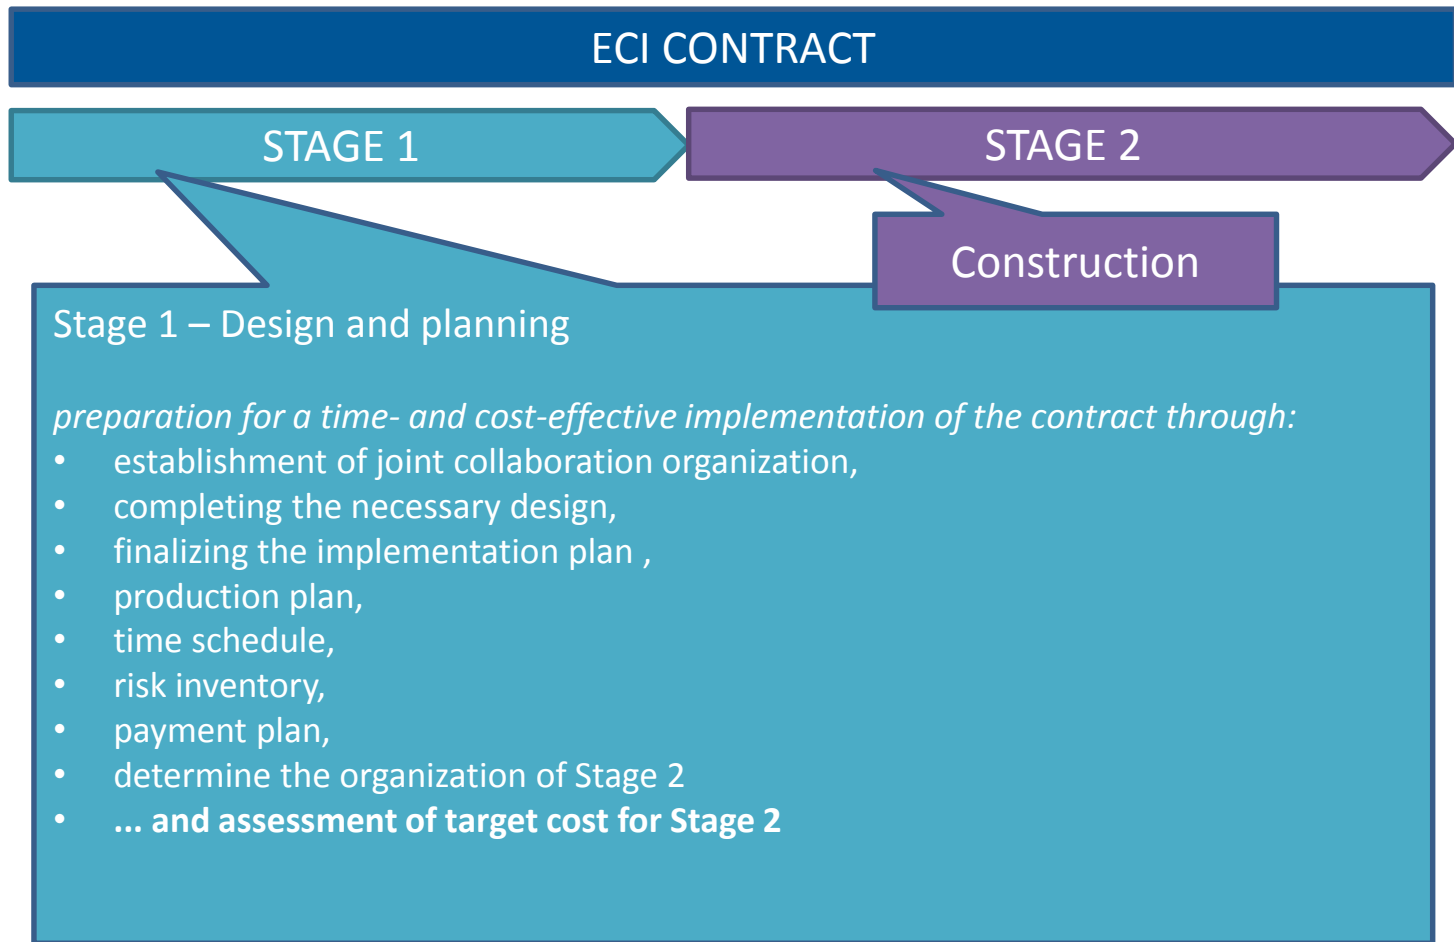 ECI CONTRACT
STAGE 1
STAGE 2
Construction
Stage 1 – Design and planning
preparation for a time- and cost-effective implementation of the contract through:
• establishment of joint collaboration organization,
• completing the necessary design,
• finalizing the implementation plan ,
• production plan,
• time schedule,
• risk inventory,
• payment plan,
• determine the organization of Stage 2
• ... and assessment of target cost for Stage 2